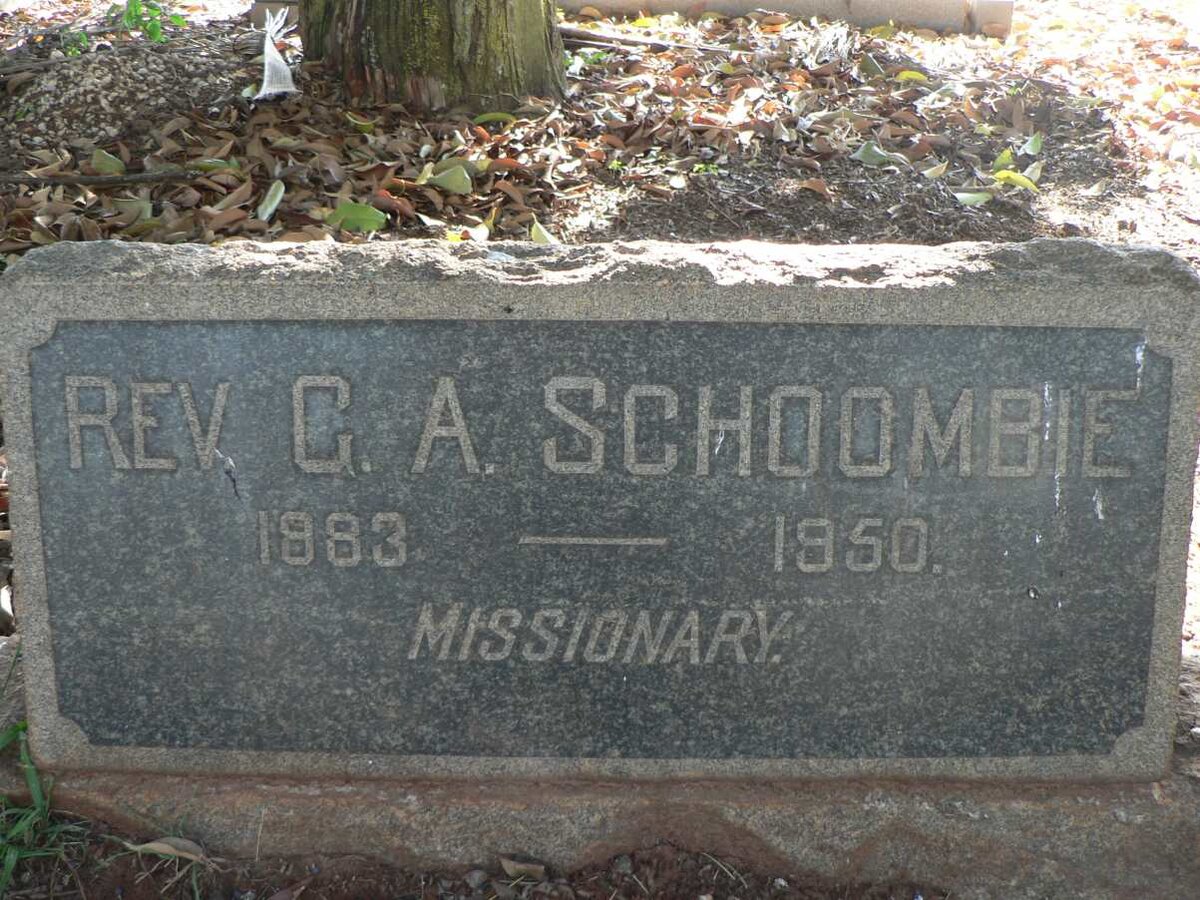 REV G. A. SCHOOMBIE
1883 — 1950.
MISSIONARY.